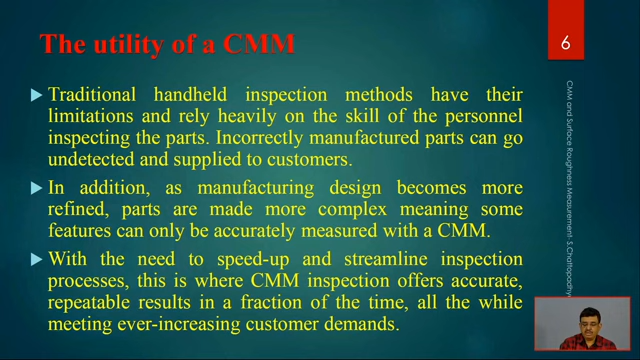 The utility of a CMM
6
Traditional handheld inspection methods have their
limitations and rely heavily on the skill of the personnel
inspecting the parts. Incorrectly manufactured parts can go
undetected and supplied to customers.
In addition, as manufacturing design becomes more
refined, parts are made more complex meaning some
features can only be accurately measured with a CMM.
With the need to speed-up and streamline inspection
processes, this is where CMM inspection offers accurate,
repeatable results in a fraction of the time, all the while
meeting ever-increasing customer demands.
CMM and Surface Roughness Measurement- S.Chattopadhy